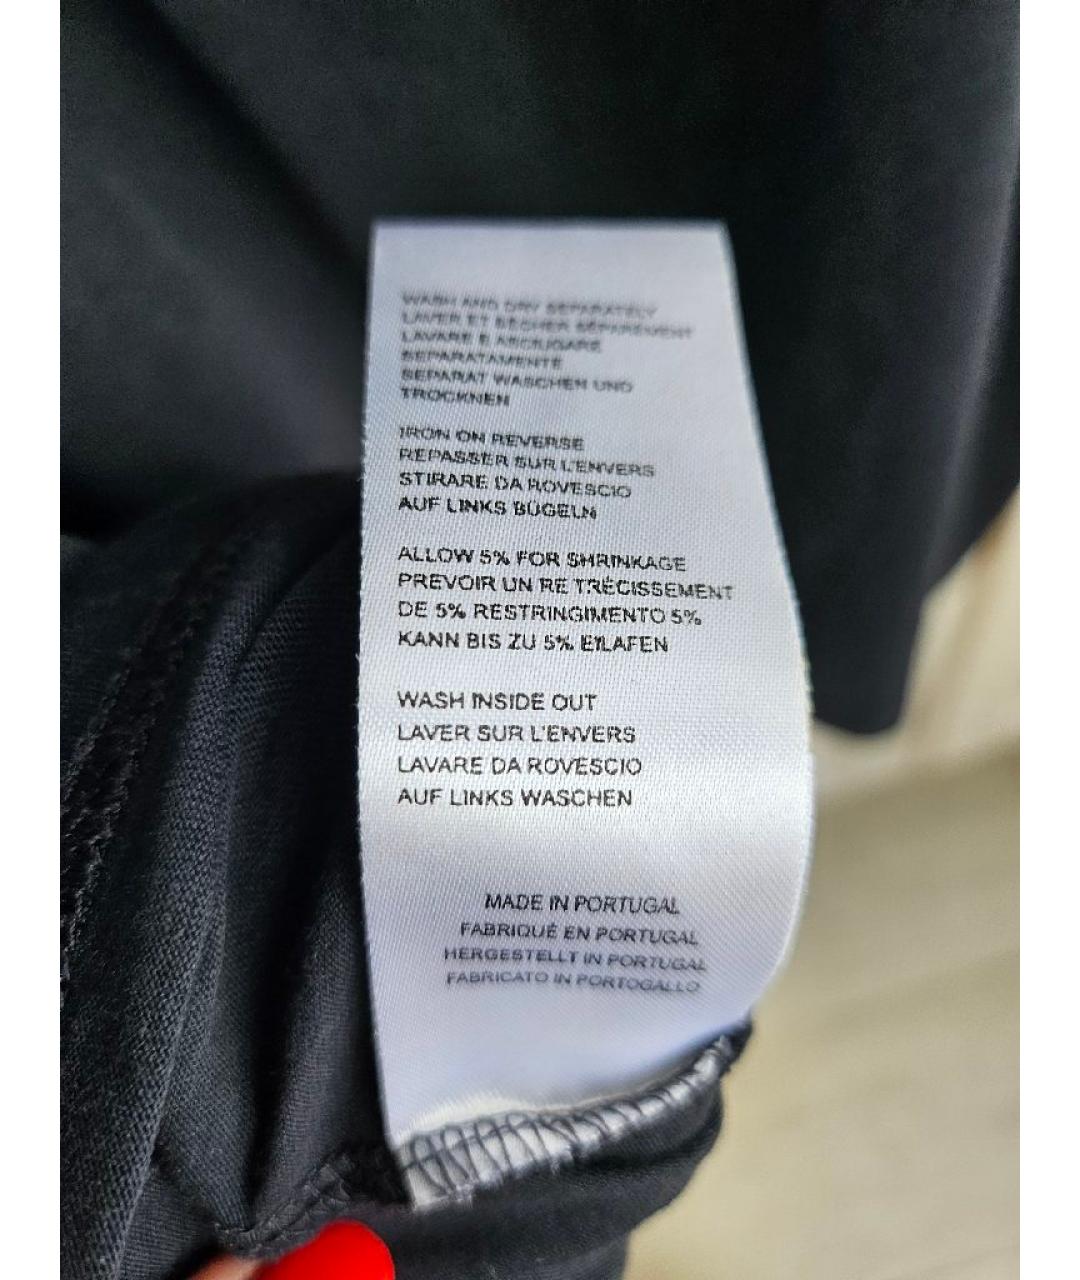 WASH AND DRY SEPARATELY
LAVER ET SÉCHER SÉPARÉMENT
LAVARE E ASCIUGARE
SEPARATAMENTE
SEPARAT WASCHEN UND
TROCKNEN
IRON ON REVERSE
REPASSER SUR L'ENVERS
STIRARE DA ROVESCIO
AUF LINKS BÜGELN
ALLOW 5% FOR SHRINKAGE
PREVOIR UN RE TRÉCISSEMENT
DE 5% RESTRINGIMENTO 5%
KANN BIS ZU 5% EILAFEN
WASH INSIDE OUT
LAVER SUR L'ENVERS
LAVARE DA ROVESCIO
AUF LINKS WASCHEN
MADE IN PORTUGAL
FABRIQUÉ EN PORTUGAL
HERGESTELLT IN PORTUGAL
FABRICATO IN PORTOGALLO